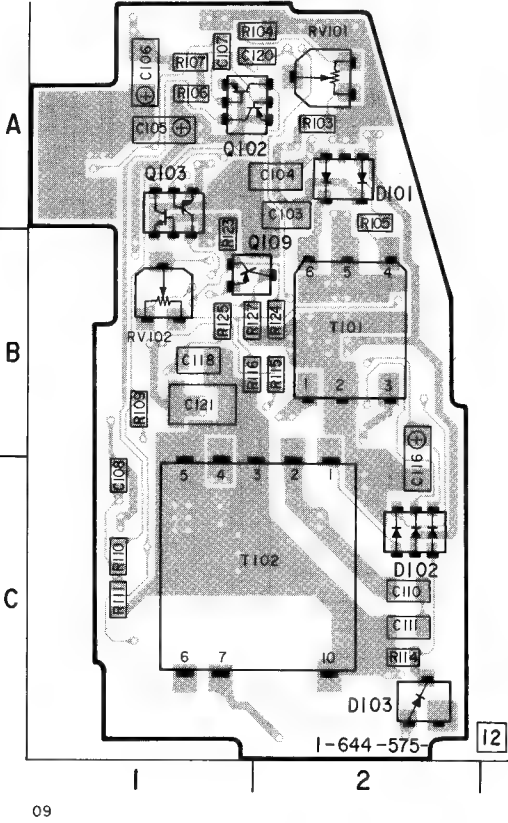 R104
RV101
C107
C106
R107
C120
R106
A
C105
R103
Q102
Q103
C104
D101
C103
R105
R123
Q109
6 5 4
R125
R127
R124
T101
RV102
B
C118
R116
R115
1 2 3
C121
R109
C116
C108
5 4 3 2 1
R110
T102
D102
C
R111
C110
C111
R114
6 7 10
D103
1-644-575-
12
1 2
09